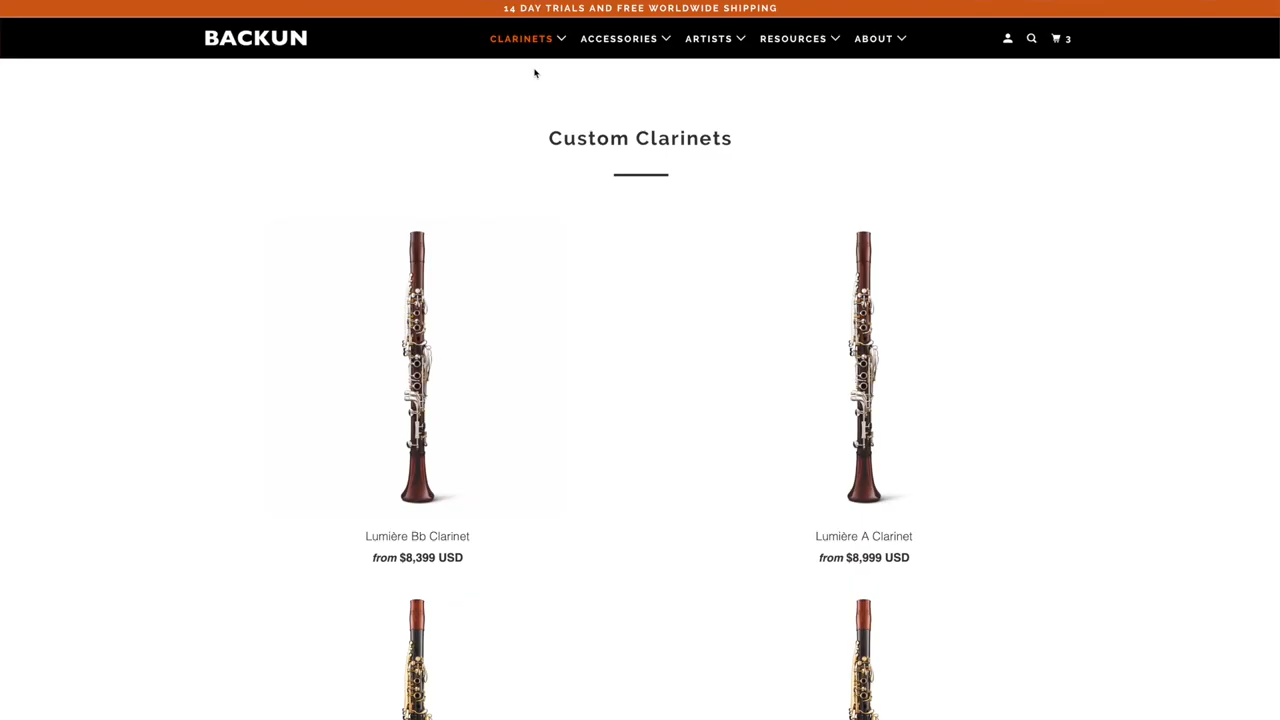 14 DAY TRIALS AND FREE WORLDWIDE SHIPPING
BACKUN
CLARINETS ACCESSORIES ARTISTS RESOURCES ABOUT 3
Custom Clarinets
Lumière Bb Clarinet
from $8,399 USD
Lumière A Clarinet
from $8,999 USD